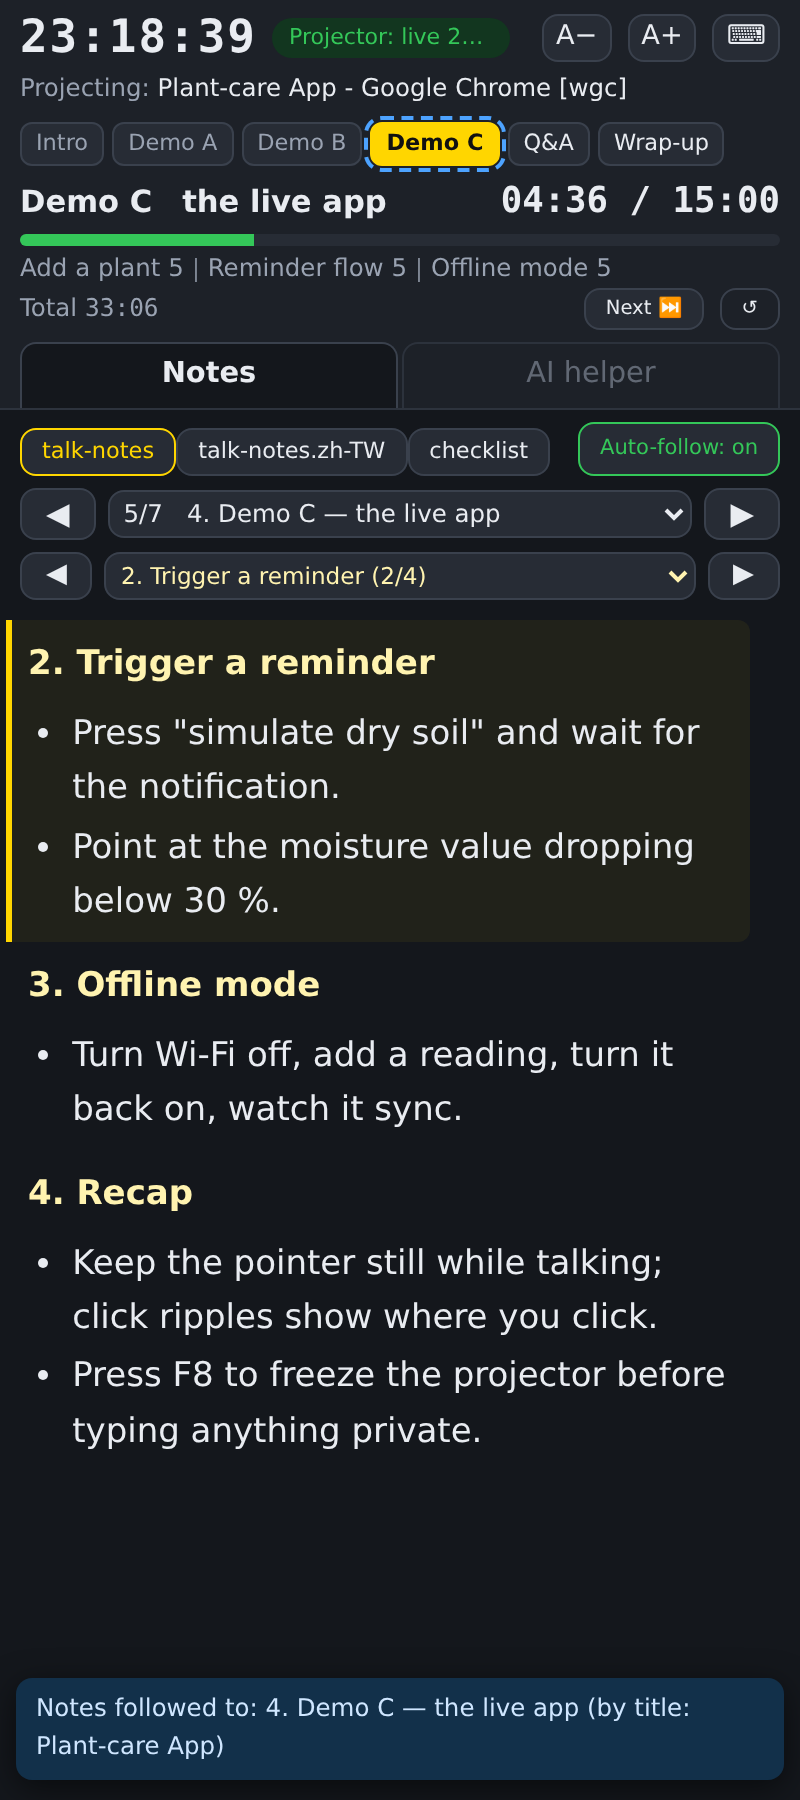 23:18:39
Projector: live 2…
A−
A+
⌨
Projecting: Plant-care App - Google Chrome [wgc]
Intro
Demo A
Demo B
Demo C
Q&A
Wrap-up
Demo C the live app
04:36 / 15:00
Add a plant 5 | Reminder flow 5 | Offline mode 5
Total 33:06
Next ⏭
↺
Notes
AI helper
talk-notes
talk-notes.zh-TW
checklist
Auto-follow: on
◀
5/7 4. Demo C — the live app
▶
◀
2. Trigger a reminder (2/4)
▶
2. Trigger a reminder
• Press "simulate dry soil" and wait for
the notification.
• Point at the moisture value dropping
below 30 %.
3. Offline mode
• Turn Wi-Fi off, add a reading, turn it
back on, watch it sync.
4. Recap
• Keep the pointer still while talking;
click ripples show where you click.
• Press F8 to freeze the projector before
typing anything private.
Notes followed to: 4. Demo C — the live app (by title:
Plant-care App)